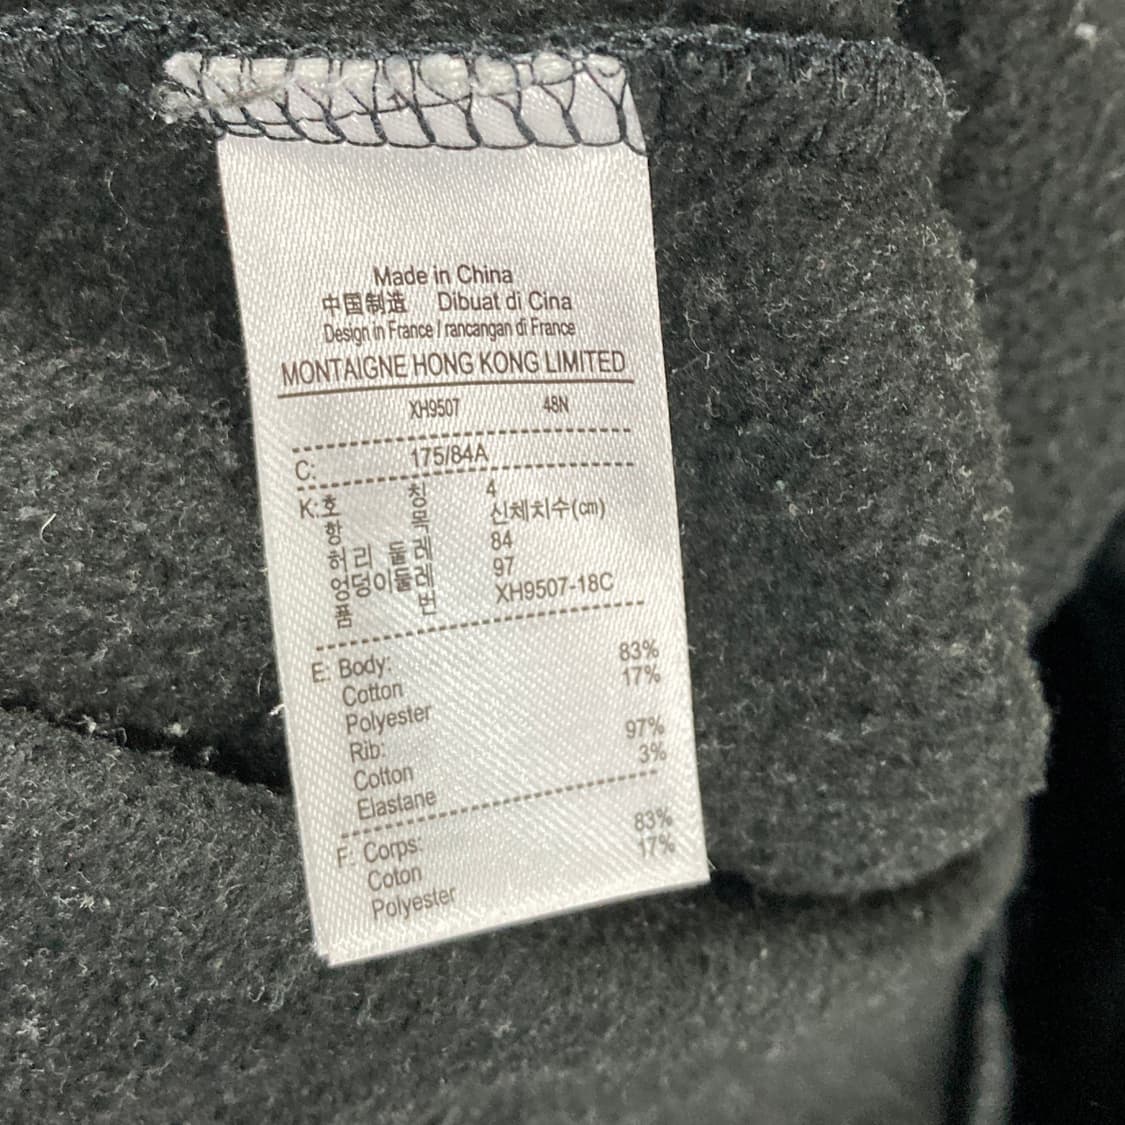 Made in China
中国制造 Dibuat di Cina
Design in France / rancangan di France
MONTAIGNE HONG KONG LIMITED
XH9507 48N
C: 175/84A
K: 호 칭 4
항 목 신체치수(cm)
허리 둘레 84
엉덩이둘레 97
품 번 XH9507-18C
E: Body:
Cotton 83%
Polyester 17%
Rib:
Cotton 97%
Elastane 3%
F: Corps:
Coton 83%
Polyester 17%